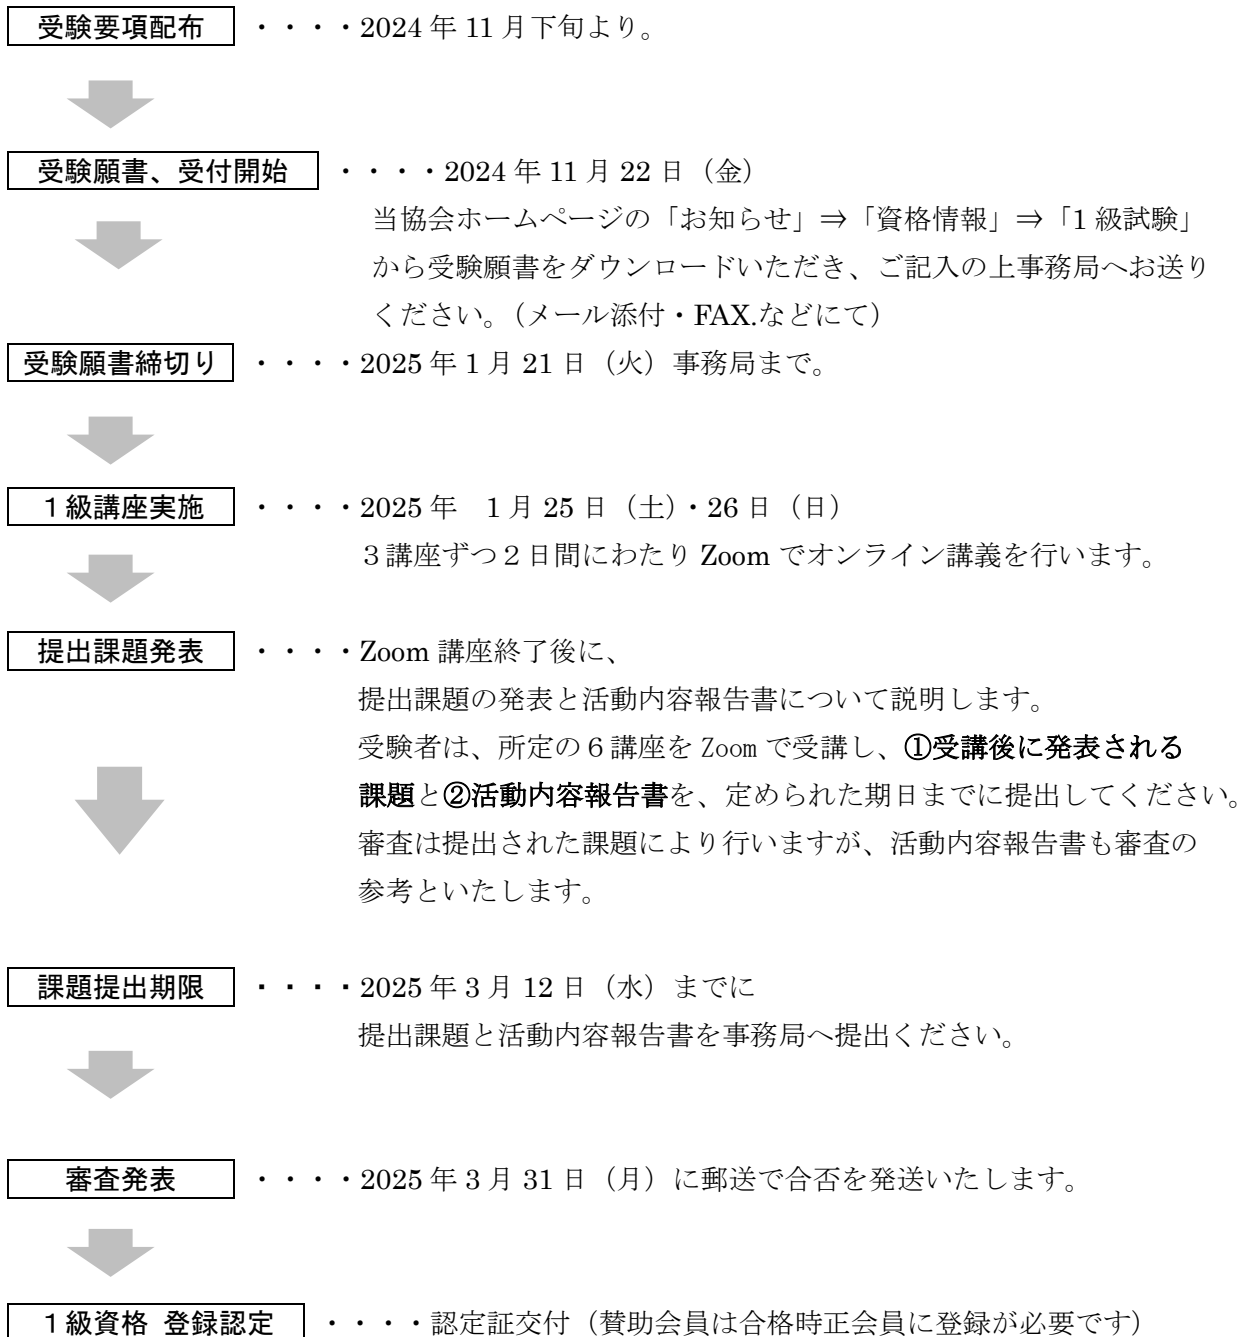 受験要項配布 ・・・・2024 年 11 月下旬より。
受験願書、受付開始 ・・・・2024 年 11 月 22 日（金）
当協会ホームページの「お知らせ」⇒「資格情報」⇒「1 級試験」
から受験願書をダウンロードいただき、ご記入の上事務局へお送り
ください。（メール添付・FAX.などにて）
受験願書締切り ・・・・2025 年 1 月 21 日（火）事務局まで。
１級講座実施 ・・・・2025 年　1 月 25 日（土）・26 日（日）
３講座ずつ２日間にわたり Zoom でオンライン講義を行います。
提出課題発表 ・・・・Zoom 講座終了後に、
提出課題の発表と活動内容報告書について説明します。
受験者は、所定の６講座を Zoom で受講し、①受講後に発表される
課題と②活動内容報告書を、定められた期日までに提出してください。
審査は提出された課題により行いますが、活動内容報告書も審査の
参考といたします。
課題提出期限 ・・・・2025 年 3 月 12 日（水）までに
提出課題と活動内容報告書を事務局へ提出ください。
審査発表 ・・・・2025 年 3 月 31 日（月）に郵送で合否を発送いたします。
１級資格 登録認定 ・・・・認定証交付（賛助会員は合格時正会員に登録が必要です）